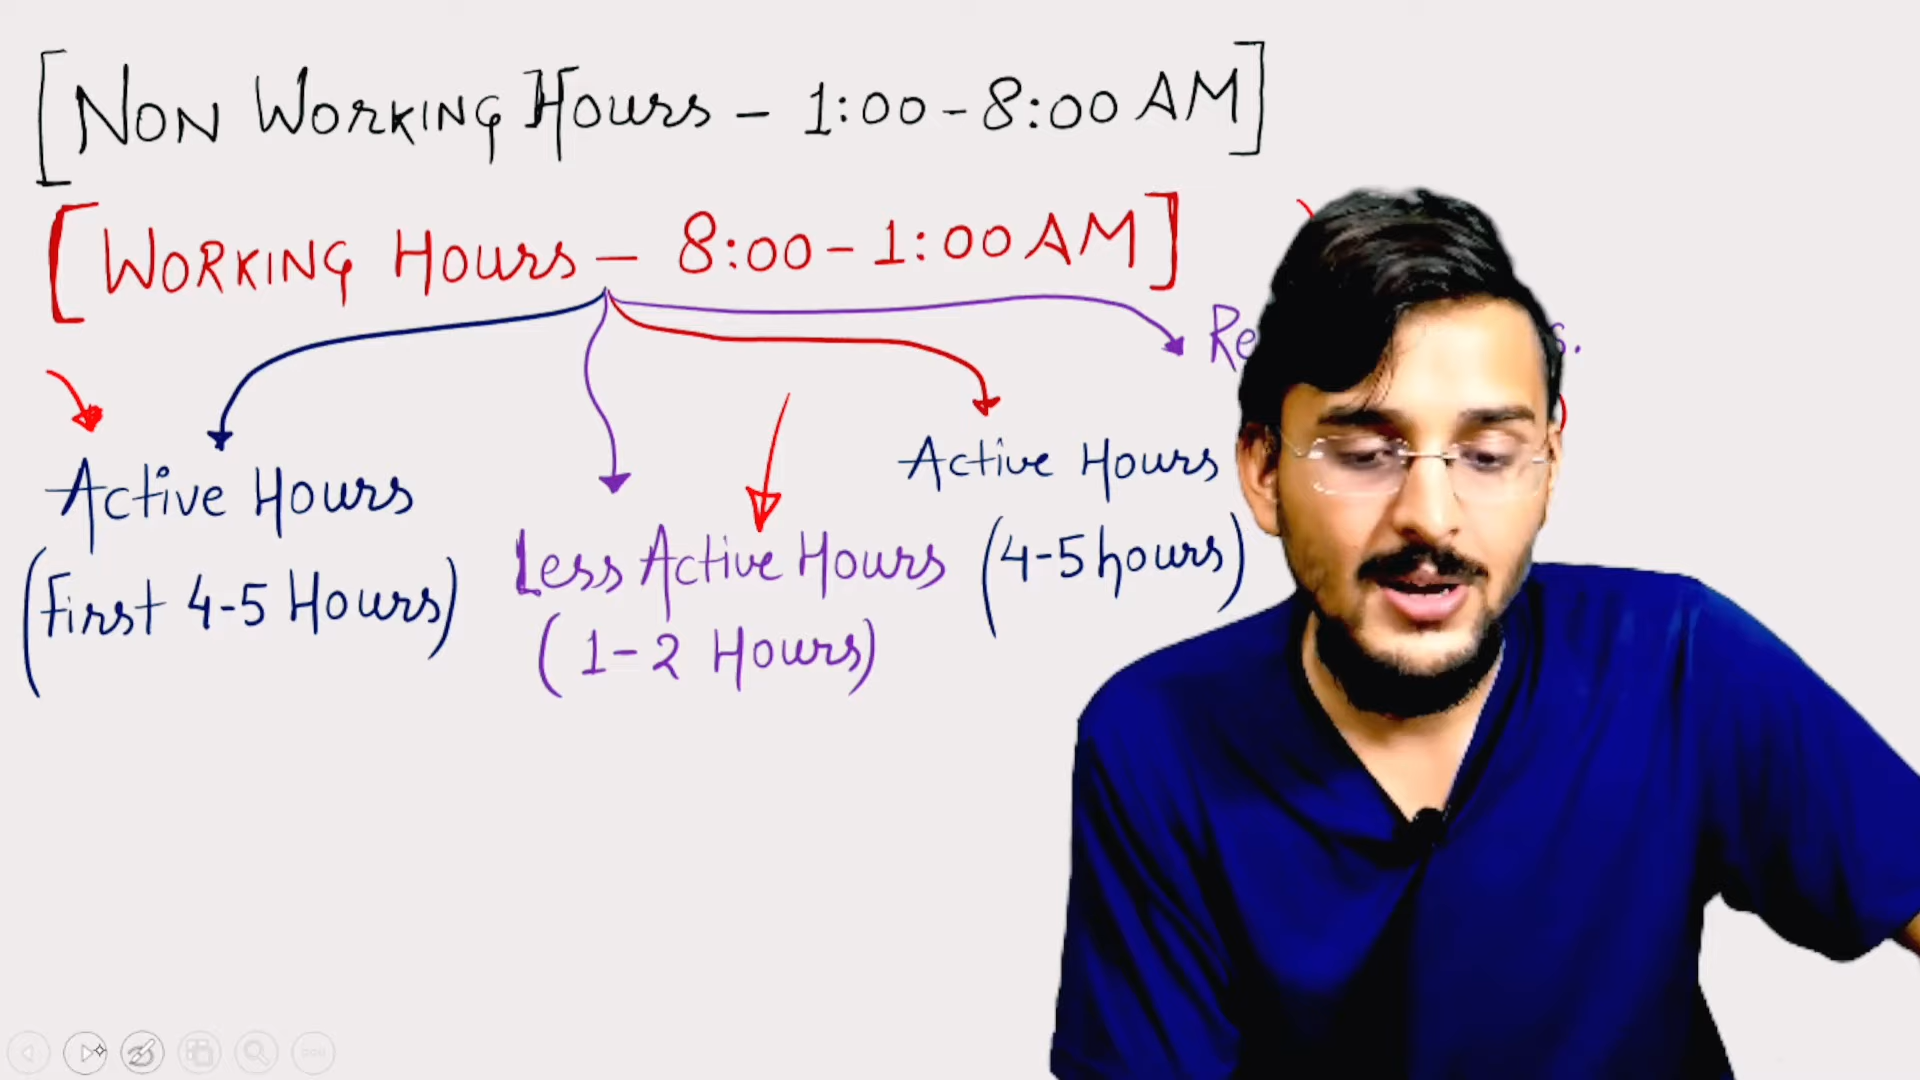 [NON WORKING HOURS - 1:00 - 8:00 AM]
[WORKING HOURS - 8:00 - 1:00 AM]
Active Hours
(First 4-5 Hours)
Less Active Hours
(1-2 Hours)
Active Hours
(4-5 hours)